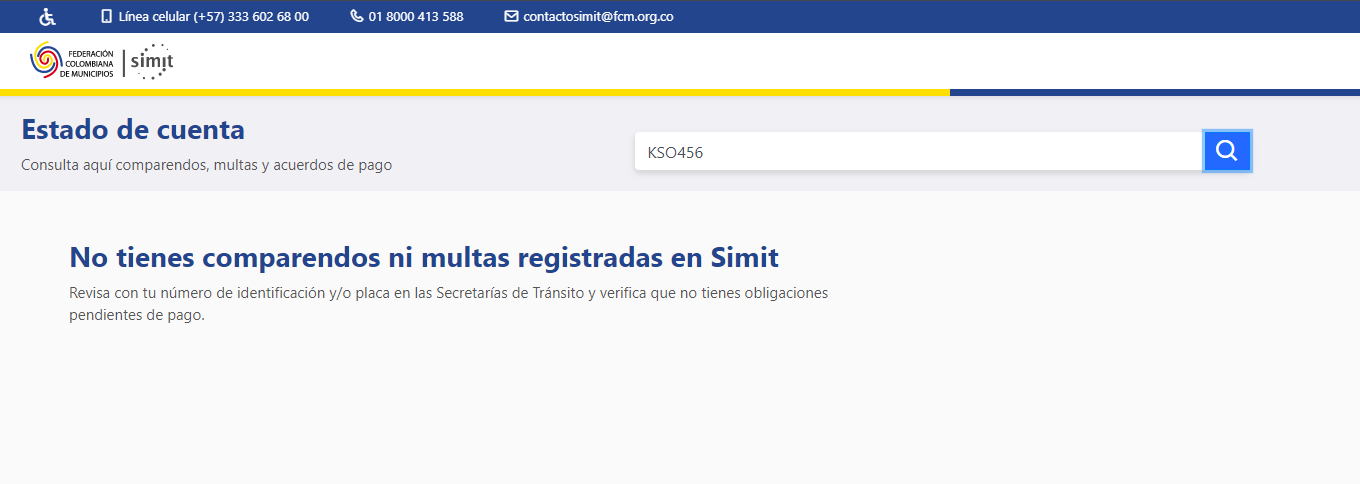 Línea celular (+57) 333 602 68 00 01 8000 413 588 contactosimit@fcm.org.co
FEDERACIÓN
COLOMBIANA
DE MUNICIPIOS
simit
Estado de cuenta
Consulta aquí comparendos, multas y acuerdos de pago
KSO456
No tienes comparendos ni multas registradas en Simit
Revisa con tu número de identificación y/o placa en las Secretarías de Tránsito y verifica que no tienes obligaciones
pendientes de pago.